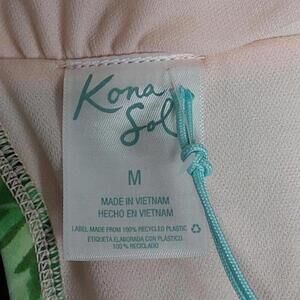 Kona
Sol
M
MADE IN VIETNAM
HECHO EN VIETNAM
LABEL MADE FROM 100% RECYCLED PLASTIC
ETIQUETA ELABORADA CON PLÁSTICO
100 % RECICLADO